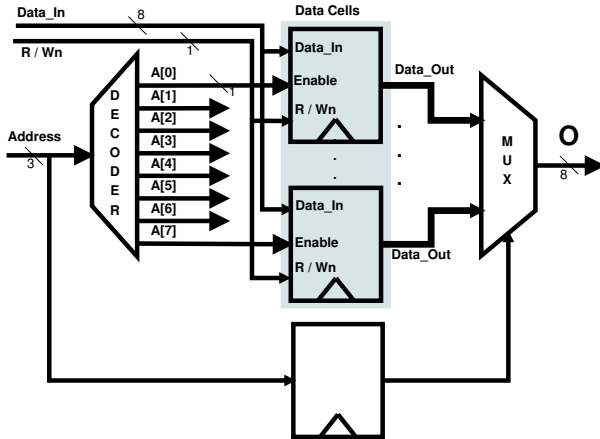 Data_In
8
Data Cells
R / Wn
1
Data_In
A[0]
1
Enable
Data_Out
D
E
C
O
D
E
R
A[1]
A[2]
A[3]
A[4]
A[5]
A[6]
A[7]
R / Wn
Address
3
M
U
X
O
8
Data_In
Enable
Data_Out
R / Wn